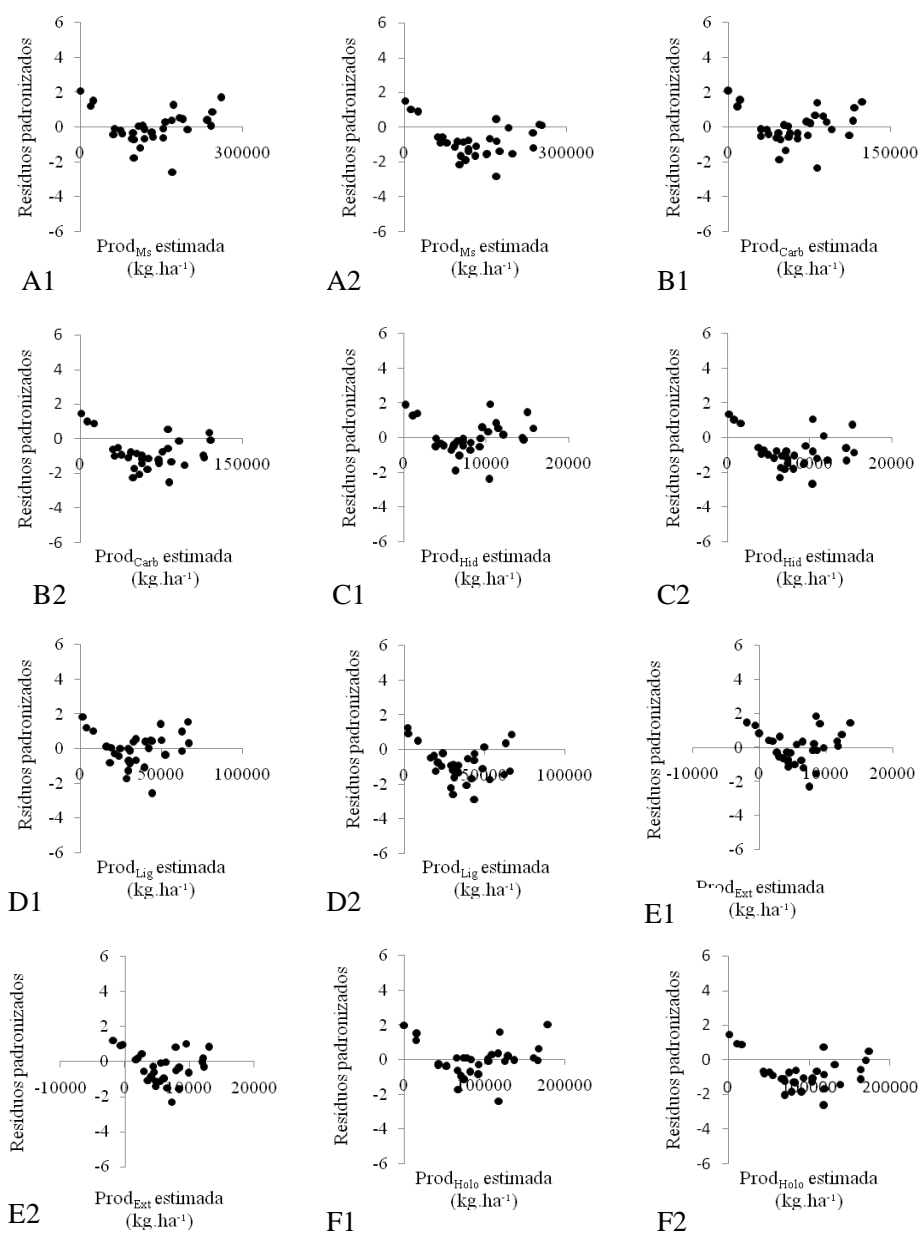 6
4
2
0
-2
-4
-6
0
300000
Resíduos padronizados
Prod_Ms estimada
(kg.ha⁻¹)
A1
6
4
2
0
-2
-4
-6
0
300000
Resíduos padronizados
Prod_Ms estimada
(kg.ha⁻¹)
A2
6
4
2
0
-2
-4
-6
0
150000
Resíduos padronizados
Prod_Carb estimada
(kg.ha⁻¹)
B1
6
4
2
0
-2
-4
-6
0
150000
Resíduos padronizados
Prod_Carb estimada
(kg.ha⁻¹)
B2
6
4
2
0
-2
-4
-6
0
10000
20000
Resíduos padronizados
Prod_Hid estimada
(kg.ha⁻¹)
C1
6
4
2
0
-2
-4
-6
0
10000
20000
Resíduos padronizados
Prod_Hid estimada
(kg.ha⁻¹)
C2
6
4
2
0
-2
-4
-6
0
50000
100000
Rsíduos padronizados
Prod_Lig estimada
(kg.ha⁻¹)
D1
6
4
2
0
-2
-4
-6
0
50000
100000
Resíduos padronizados
Prod_Lig estimada
(kg.ha⁻¹)
D2
6
4
2
0
-2
-4
-6
-10000
0
10000
20000
Resíduos padronizados
Prod_Ext estimada
(kg.ha⁻¹)
E1
6
4
2
0
-2
-4
-6
-10000
0
10000
20000
Resíduos padronizados
Prod_Ext estimada
(kg.ha⁻¹)
E2
6
4
2
0
-2
-4
-6
0
100000
200000
Resíduos padronizados
Prod_Holo estimada
(kg.ha⁻¹)
F1
6
4
2
0
-2
-4
-6
0
100000
200000
Resíduos padronizados
Prod_Holo estimada
(kg.ha⁻¹)
F2